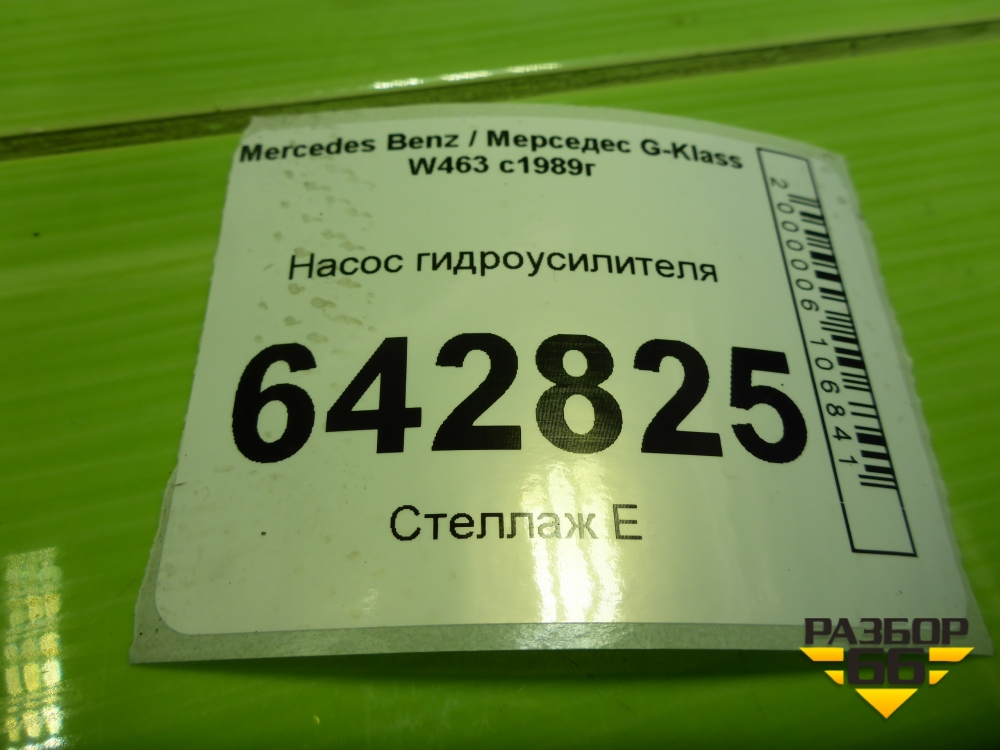 Mercedes Benz / Мерседес G-Klass
W463 с1989г
Насос гидроусилителя
642825
Стеллаж Е
2000006106841
РАЗБОР
66